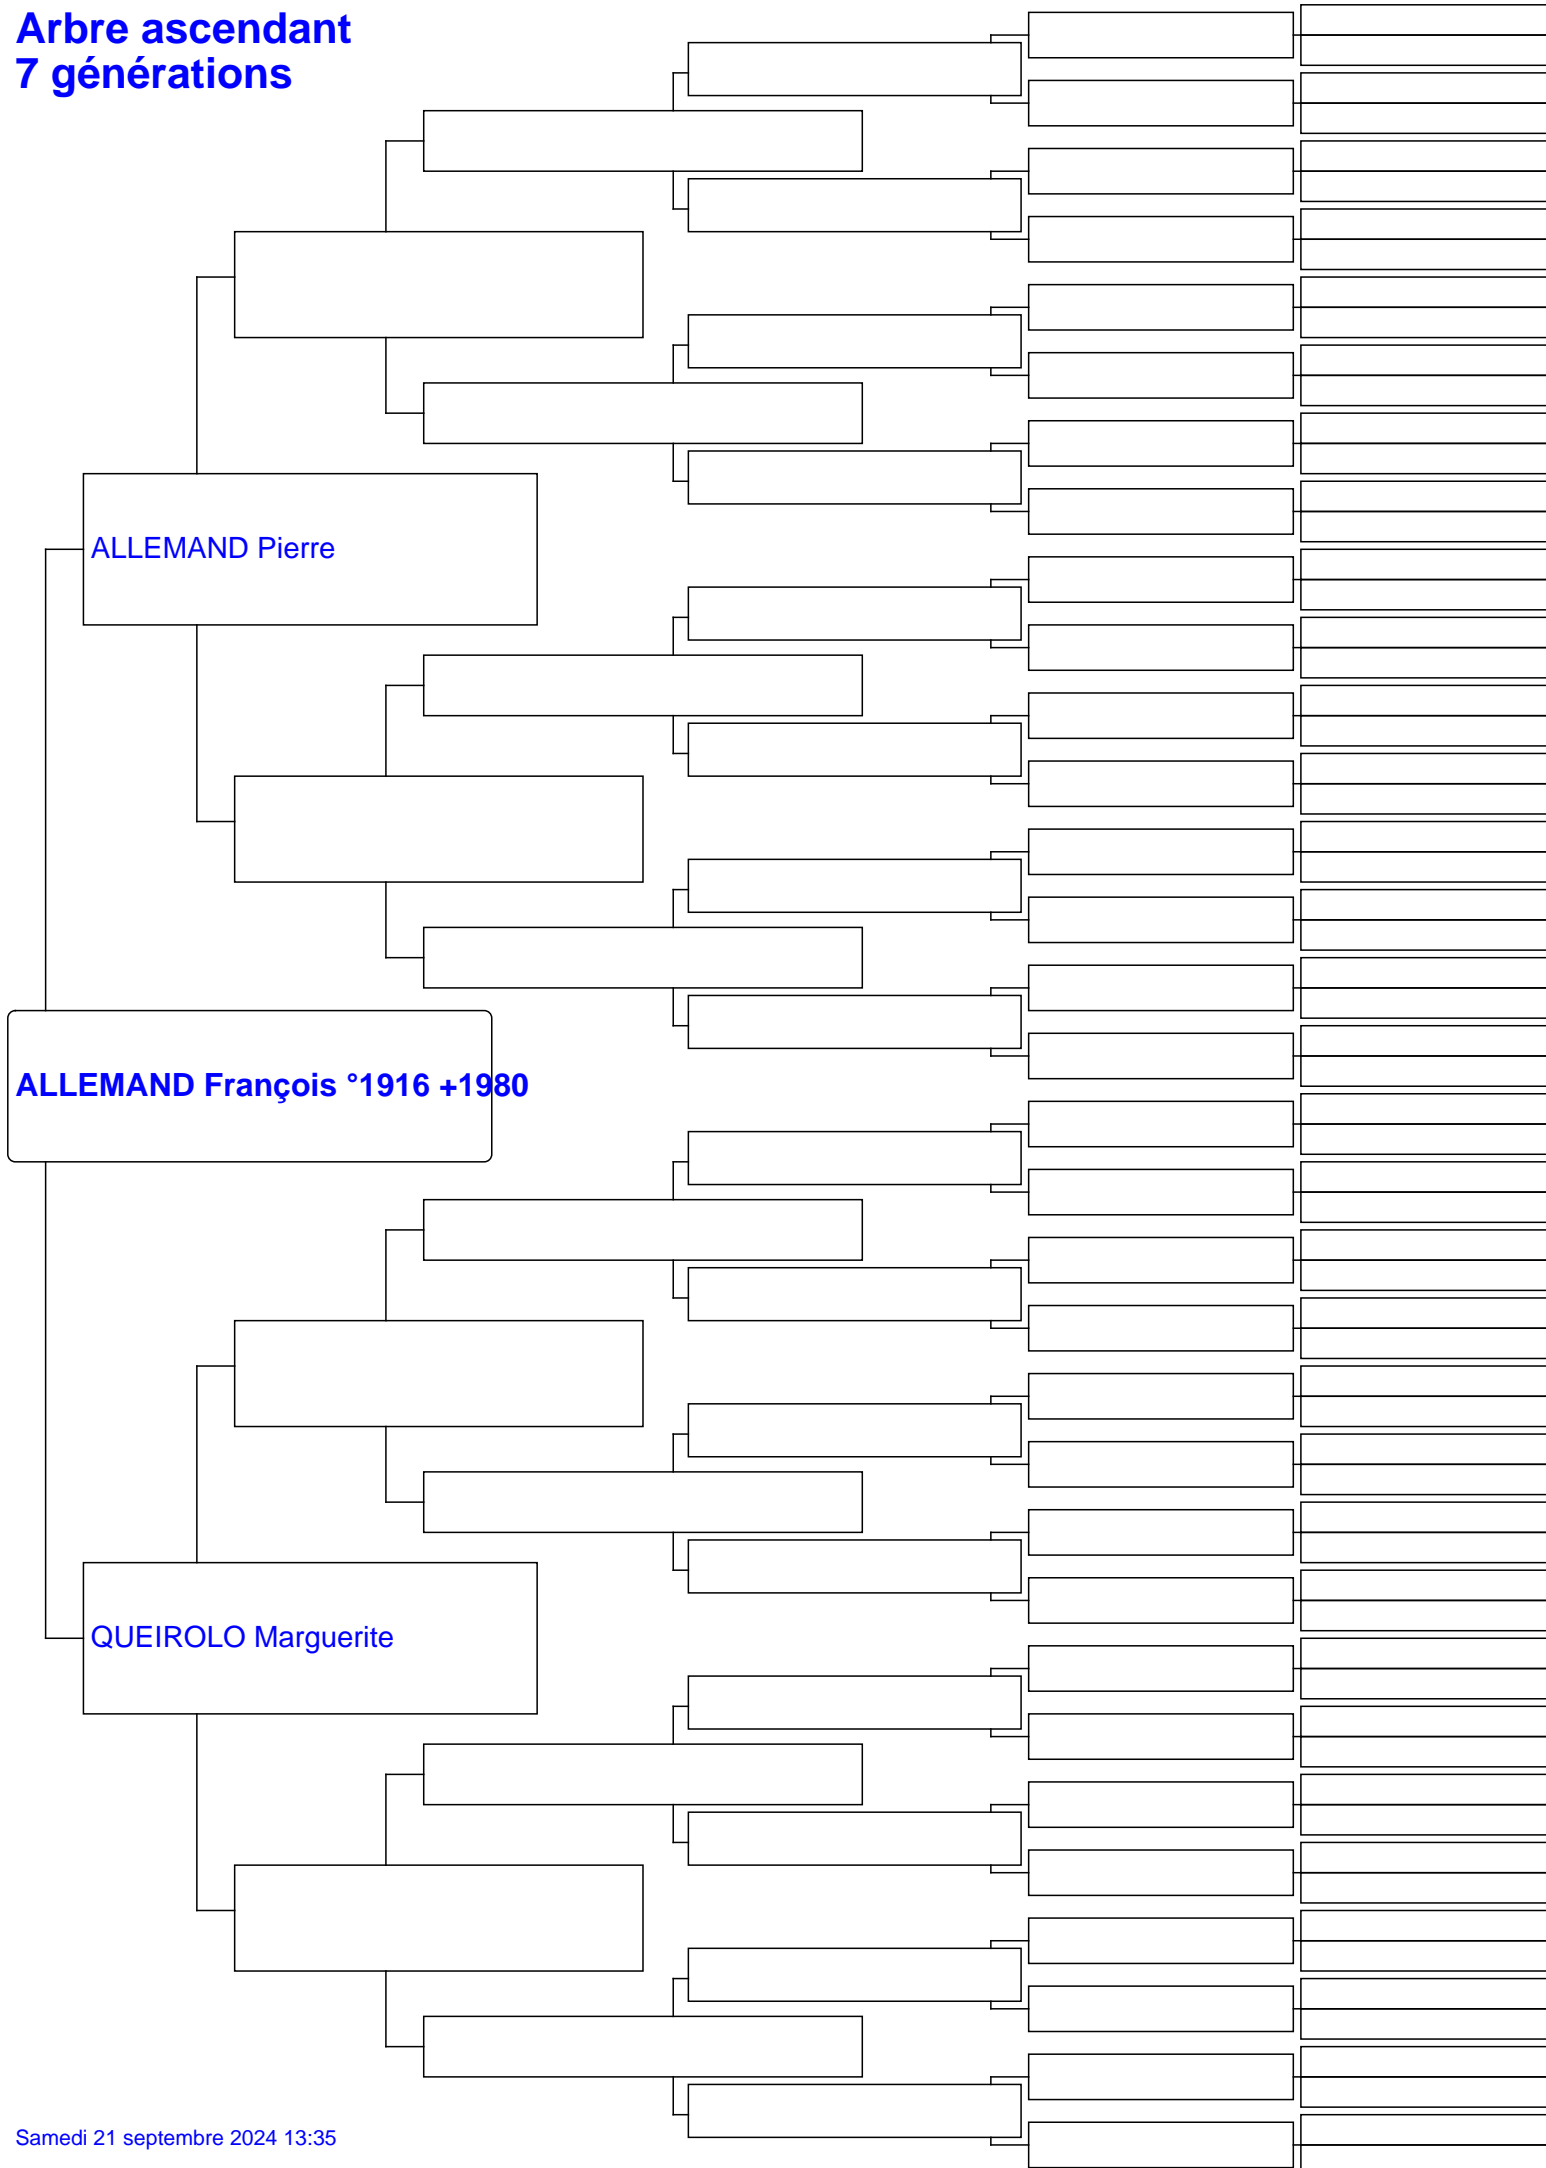 Arbre ascendant
7 générations
ALLEMAND Pierre
ALLEMAND François °1916 +1980
QUEIROLO Marguerite
Samedi 21 septembre 2024 13:35